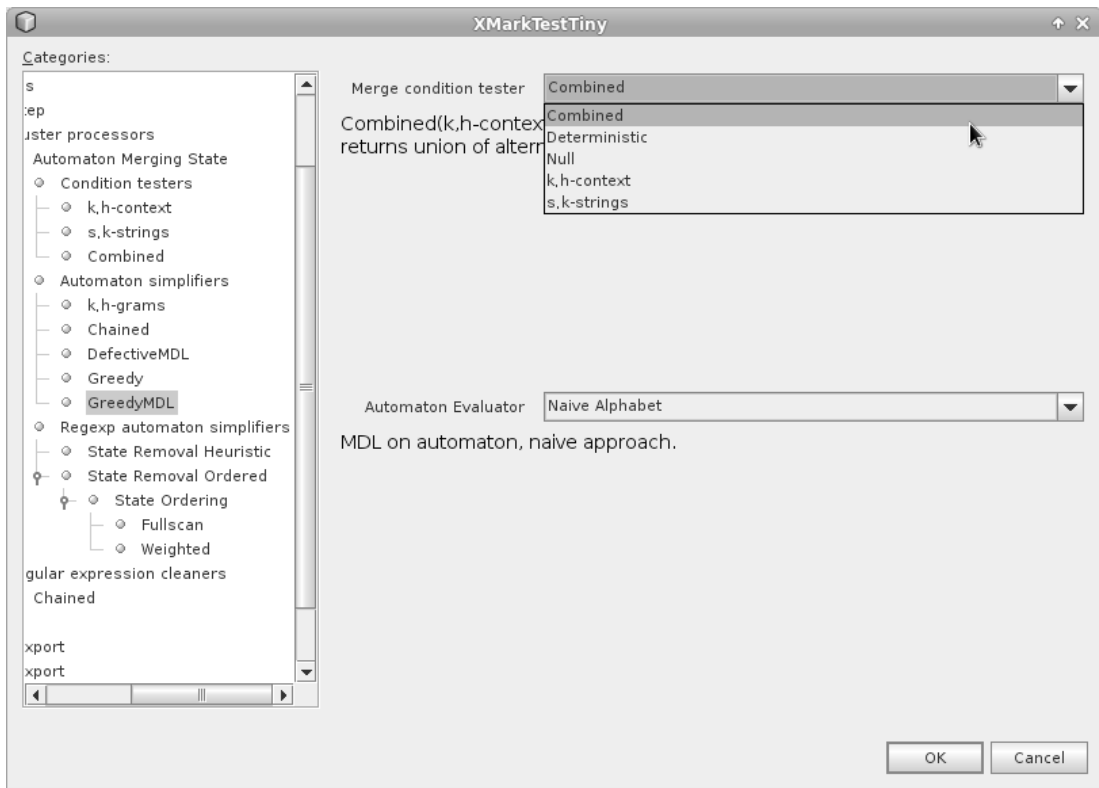 XMarkTestTiny
Categories:
s
tep
uster processors
Automaton Merging State
Condition testers
k,h-context
s,k-strings
Combined
Automaton simplifiers
k,h-grams
Chained
DefectiveMDL
Greedy
GreedyMDL
Regexp automaton simplifiers
State Removal Heuristic
State Removal Ordered
State Ordering
Fullscan
Weighted
gular expression cleaners
Chained
xport
xport
Merge condition tester Combined
Combined(k,h-contex
returns union of altern
Combined
Deterministic
Null
k,h-context
s,k-strings
Automaton Evaluator Naive Alphabet
MDL on automaton, naive approach.
OK Cancel